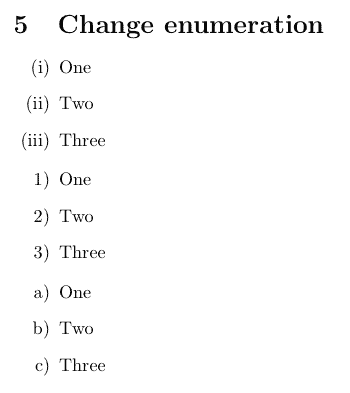 5 Change enumeration
(i) One
(ii) Two
(iii) Three
1) One
2) Two
3) Three
a) One
b) Two
c) Three